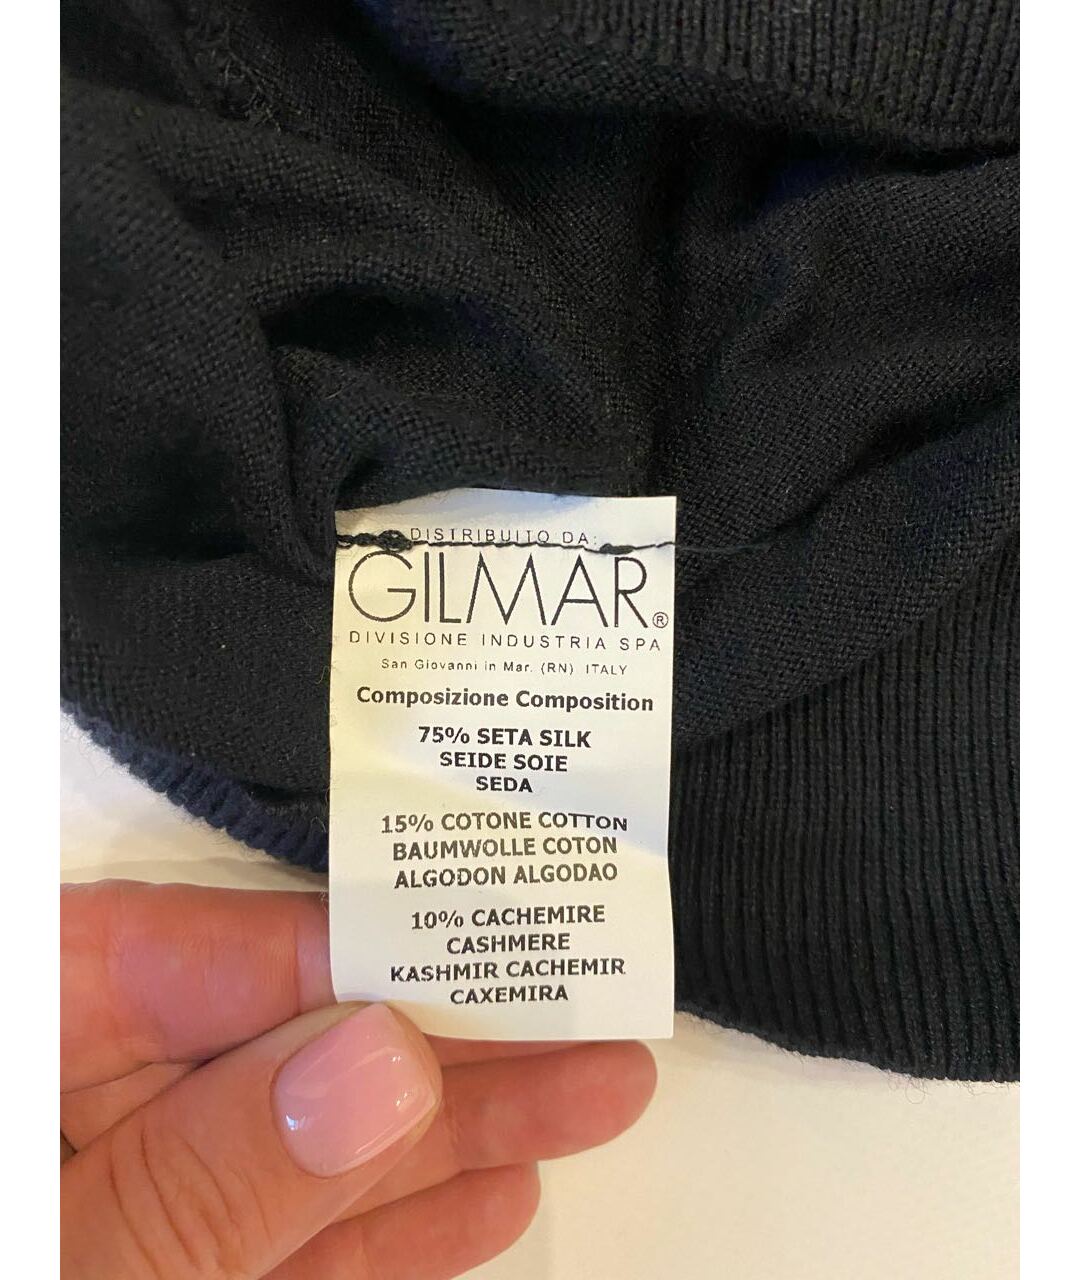 DISTRIBUITO DA:
GILMAR®
DIVISIONE INDUSTRIA SPA
San Giovanni in Mar. (RN) ITALY
Composizione Composition
75% SETA SILK
SEIDE SOIE
SEDA
15% COTONE COTTON
BAUMWOLLE COTON
ALGODON ALGODAO
10% CACHEMIRE
CASHMERE
KASHMIR CACHEMIR
CAXEMIRA